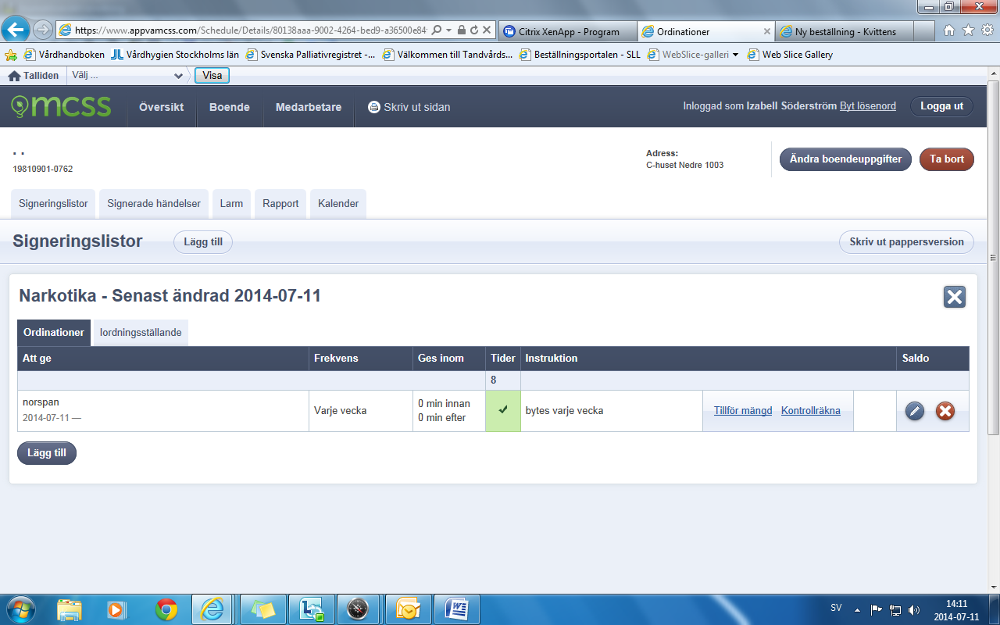 https://www.appvamcss.com/Schedule/Details/80138aaa-9002-4264-bed9-a36500e84
Citrix XenApp - Program
Ordinationer
Ny beställning - Kvittens
Vårdhandboken
Vårdhygien Stockholms län
Svenska Palliativregistret -...
Välkommen till Tandvårds...
Beställningsportalen - SLL
WebSlice-galleri
Web Slice Gallery
Talliden
Välj ...
Visa
mcss
Översikt
Boende
Medarbetare
Skriv ut sidan
Inloggad som Izabell Söderström Byt lösenord
Logga ut
. .
19810901-0762
Adress:
C-huset Nedre 1003
Ändra boendeuppgifter
Ta bort
Signeringslistor
Signerade händelser
Larm
Rapport
Kalender
Signeringslistor
Lägg till
Skriv ut pappersversion
Narkotika - Senast ändrad 2014-07-11
Ordinationer
Iordningsställande
Att ge
Frekvens
Ges inom
Tider
Instruktion
Saldo
8
norspan
2014-07-11 —
Varje vecka
0 min innan
0 min efter
bytes varje vecka
Tillför mängd
Kontrollräkna
Lägg till
SV
14:11
2014-07-11